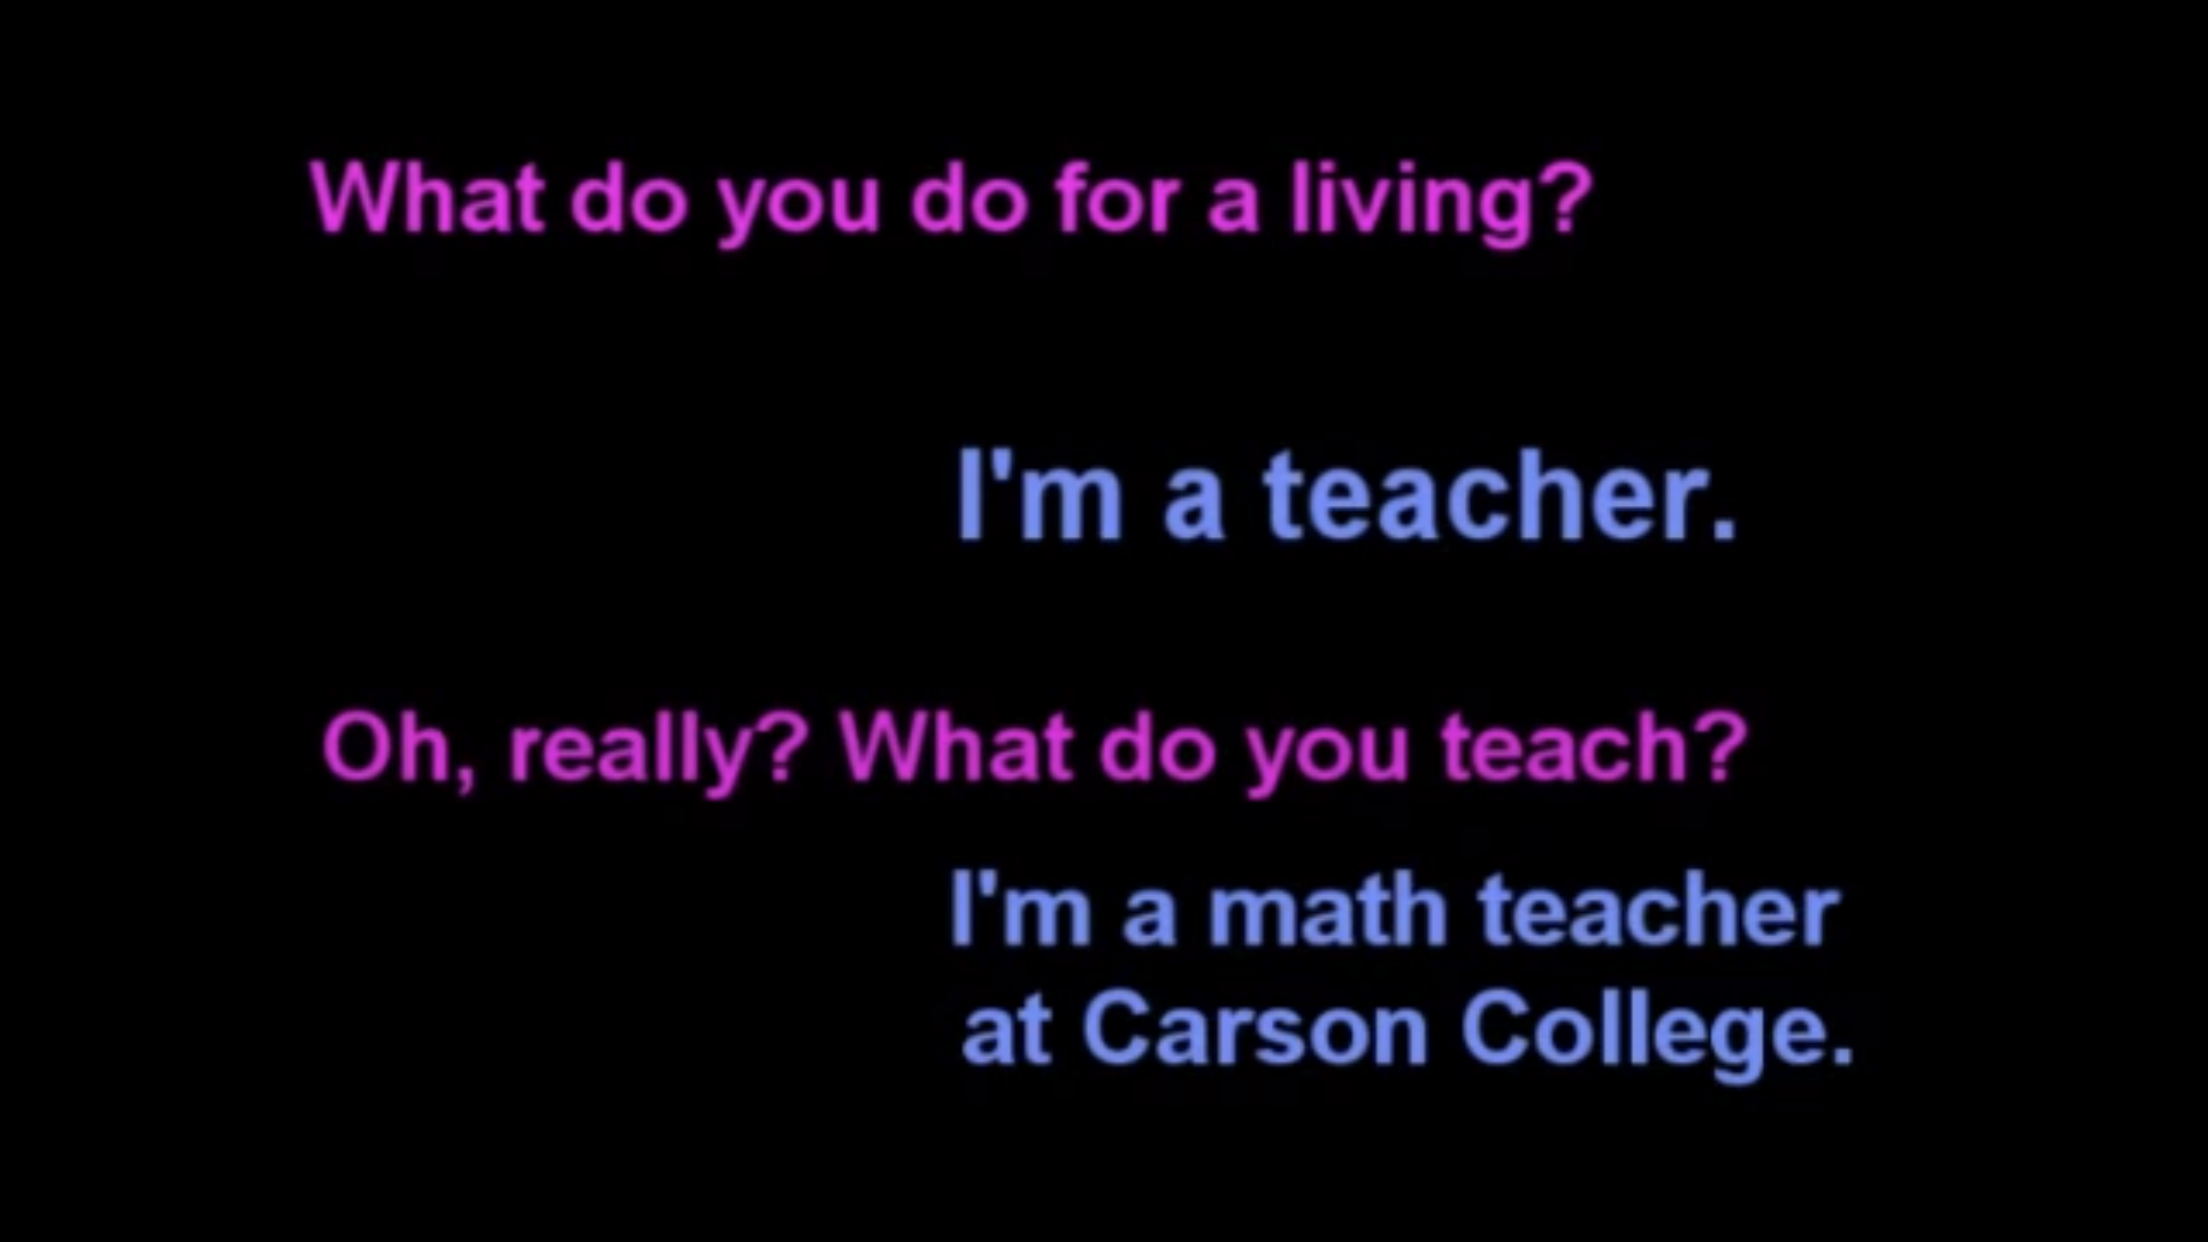 What do you do for a living?
I'm a teacher.
Oh, really? What do you teach?
I'm a math teacher
at Carson College.